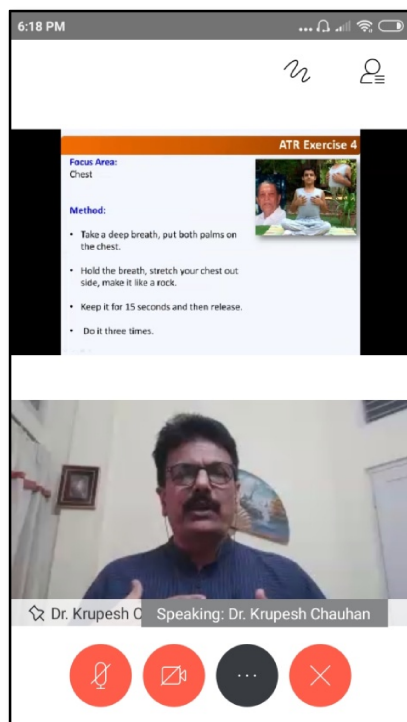 6:18 PM
ATR Exercise 4
Focus Area:
Chest
Method:
• Take a deep breath, put both palms on
the chest.
• Hold the breath, stretch your chest out
side, make it like a rock.
• Keep it for 15 seconds and then release.
• Do it three times.
Dr. Krupesh C
Speaking: Dr. Krupesh Chauhan